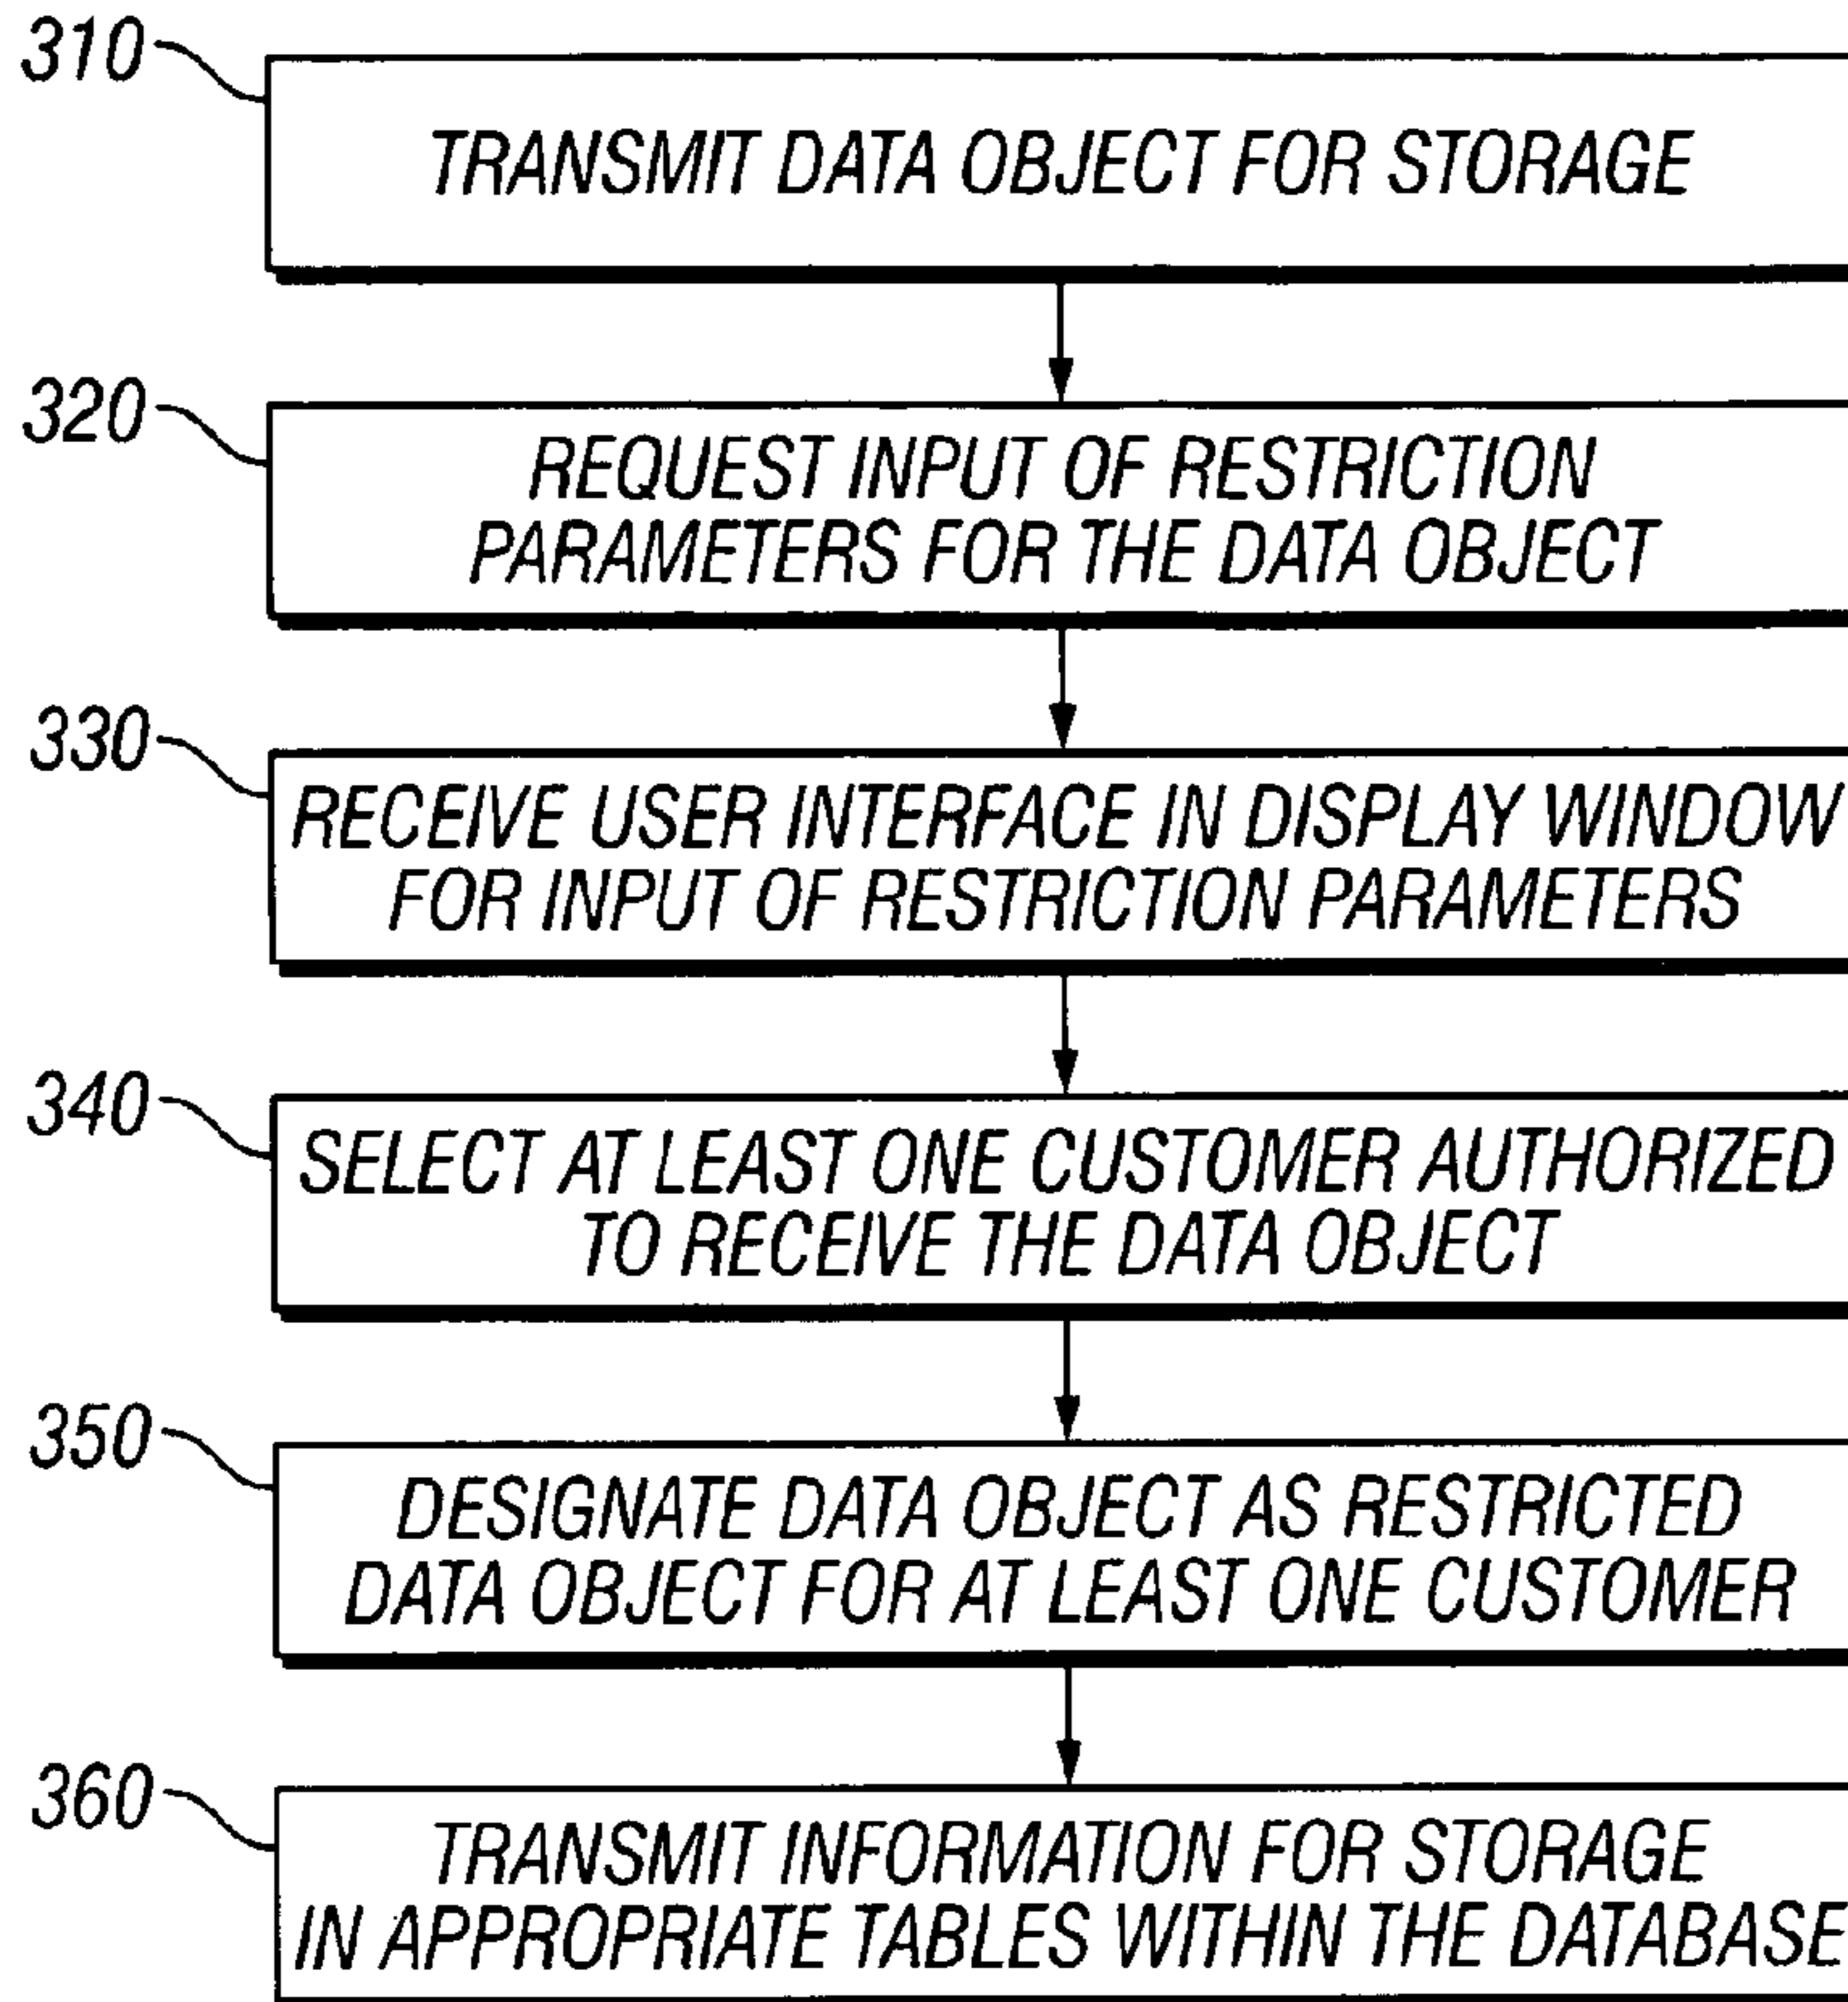 310
TRANSMIT DATA OBJECT FOR STORAGE
320
REQUEST INPUT OF RESTRICTION
PARAMETERS FOR THE DATA OBJECT
330
RECEIVE USER INTERFACE IN DISPLAY WINDOW
FOR INPUT OF RESTRICTION PARAMETERS
340
SELECT AT LEAST ONE CUSTOMER AUTHORIZED
TO RECEIVE THE DATA OBJECT
350
DESIGNATE DATA OBJECT AS RESTRICTED
DATA OBJECT FOR AT LEAST ONE CUSTOMER
360
TRANSMIT INFORMATION FOR STORAGE
IN APPROPRIATE TABLES WITHIN THE DATABASE